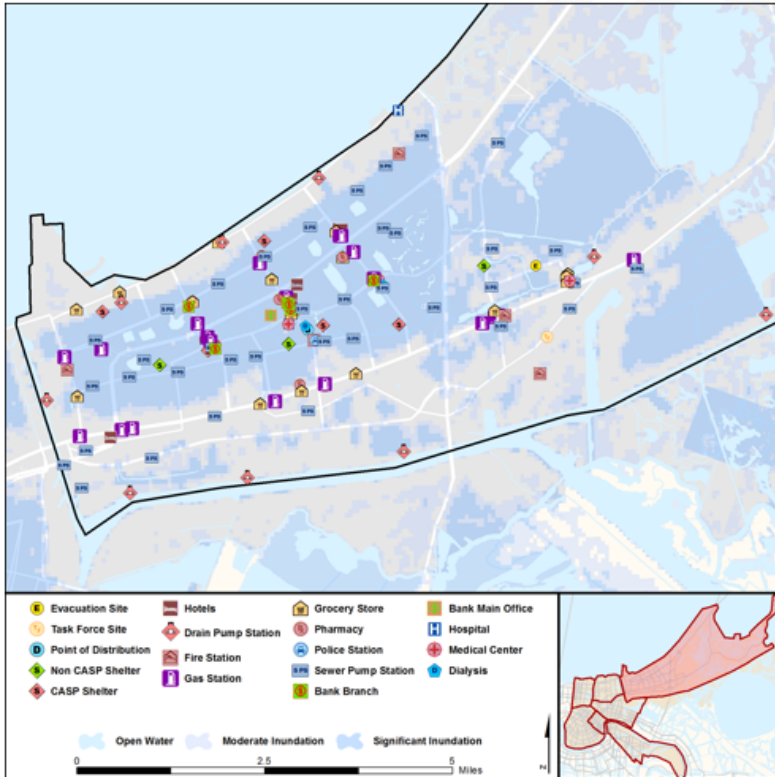 Evacuation Site
Hotels
Grocery Store
Bank Main Office
Task Force Site
Drain Pump Station
Pharmacy
Hospital
Point of Distribution
Fire Station
Police Station
Medical Center
Non CASP Shelter
Gas Station
Sewer Pump Station
Dialysis
CASP Shelter
Bank Branch
Open Water
Moderate Inundation
Significant Inundation
0
2.5
5
Miles
N